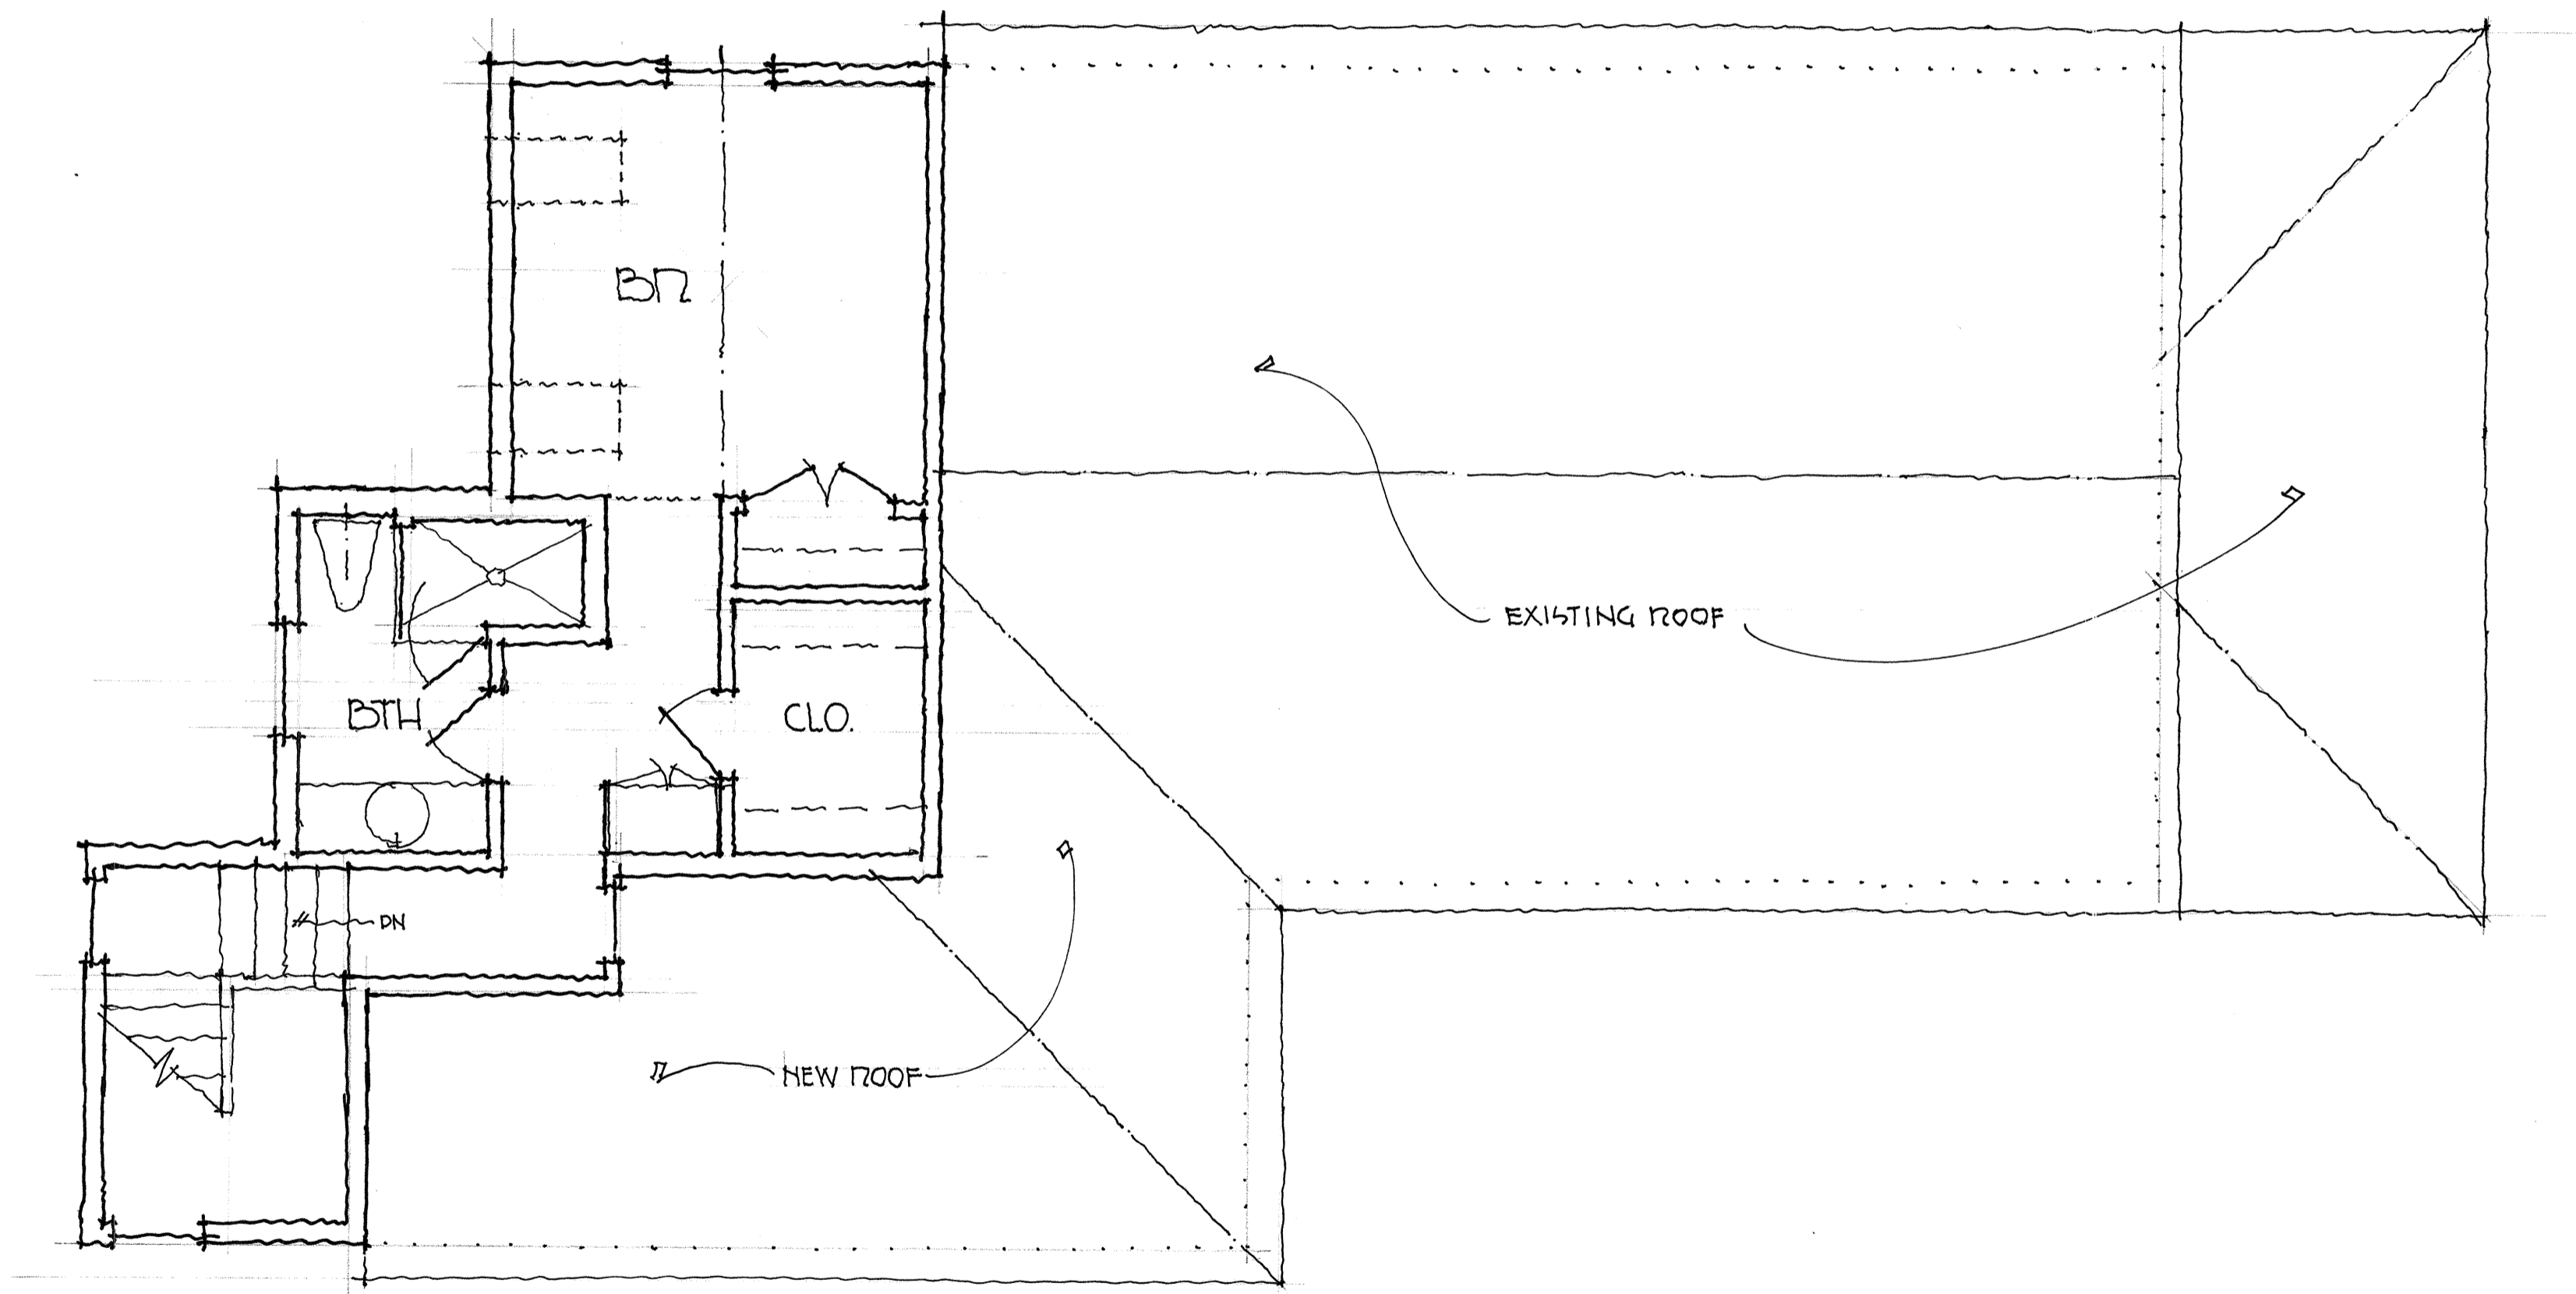 BR
EXISTING ROOF
BTH
CLO.
DN
NEW ROOF